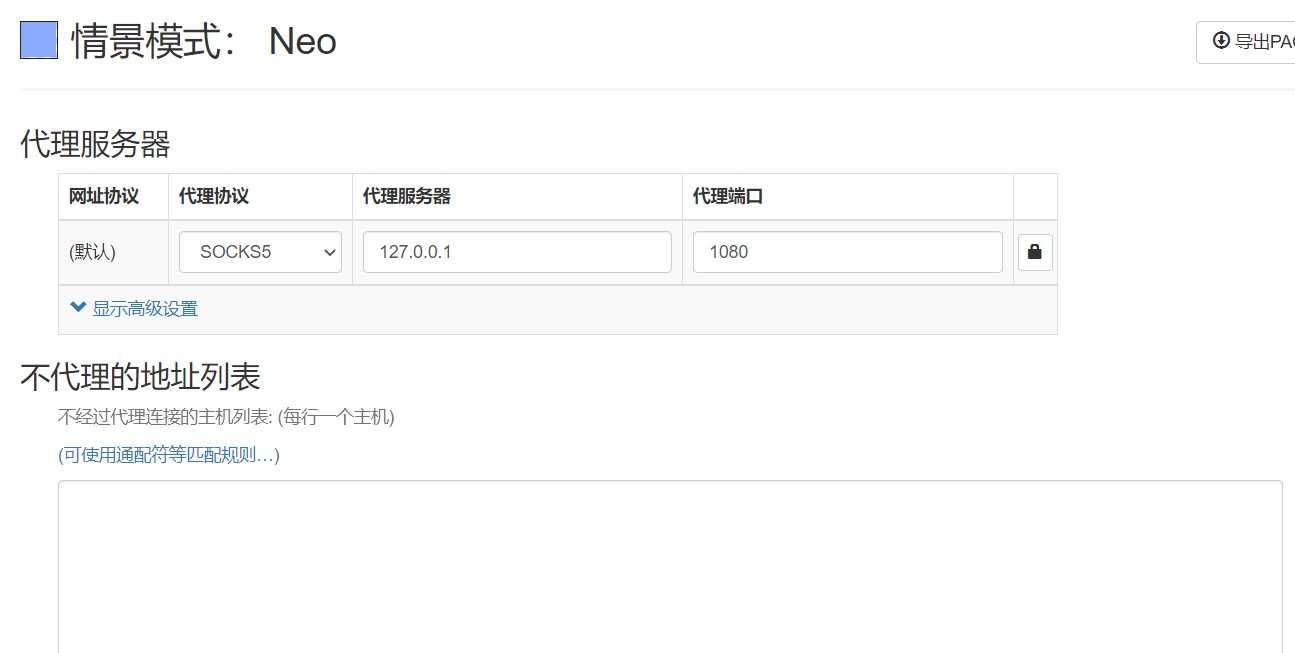 情景模式： Neo
导出PAC
代理服务器
网址协议 代理协议 代理服务器 代理端口
(默认) SOCKS5 127.0.0.1 1080
显示高级设置
不代理的地址列表
不经过代理连接的主机列表: (每行一个主机)
(可使用通配符等匹配规则…)